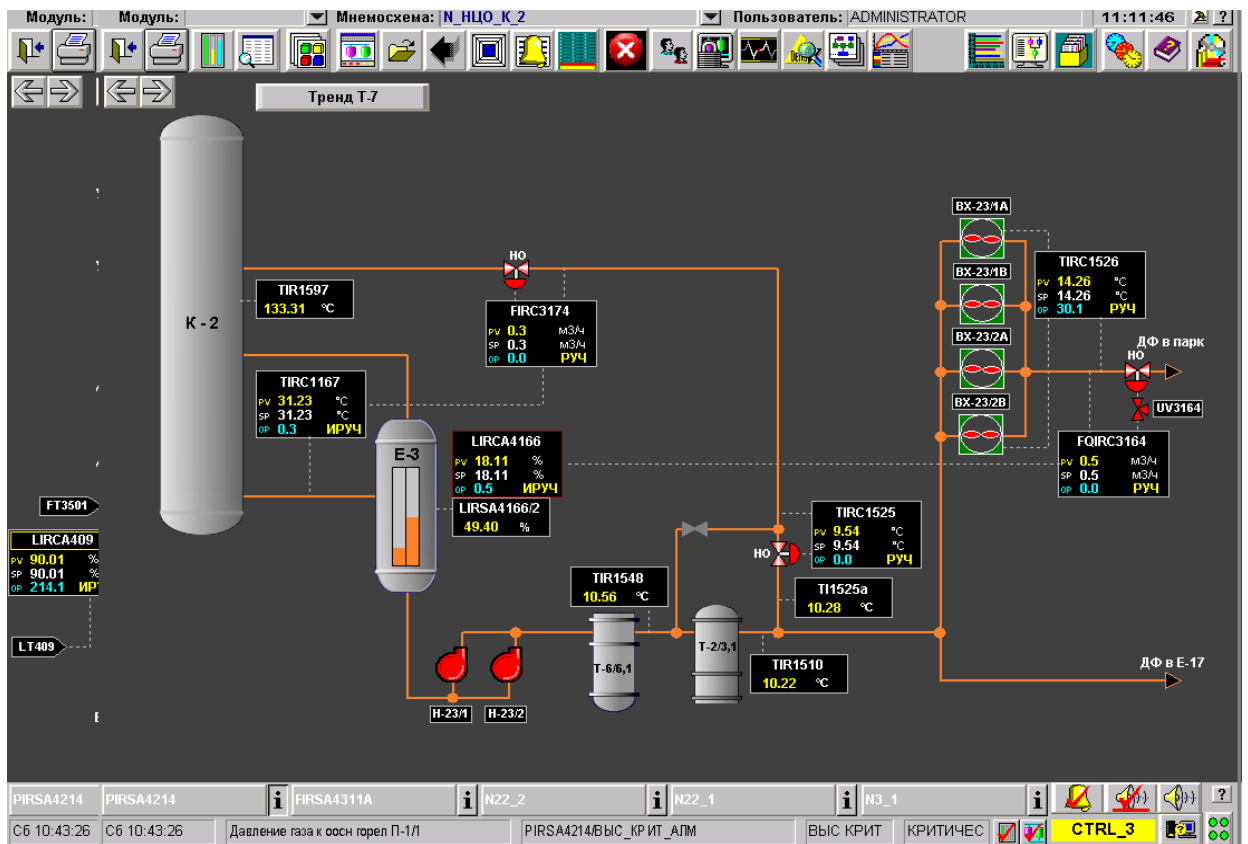 Модуль:
Модуль:
Мнемосхема: N_НЦО_К_2
Пользователь: ADMINISTRATOR
11:11:46
?
Тренд Т-7
К - 2
TIR1597
133.31 °C
НО
FIRC3174
PV 0.3 м3/ч
SP 0.3 м3/ч
OP 0.0 РУЧ
TIRC1167
PV 31.23 °C
SP 31.23 °C
OP 0.3 ИРУЧ
Е-3
LIRCA4166
PV 18.11 %
SP 18.11 %
OP 0.5 ИРУЧ
LIRSA4166/2
49.40 %
ВХ-23/1А
ВХ-23/1В
ВХ-23/2А
ВХ-23/2В
TIRC1526
PV 14.26 °C
SP 14.26 °C
OP 30.1 РУЧ
ДФ в парк
НО
UV3164
FQIRC3164
PV 0.5 м3/ч
SP 0.5 м3/ч
OP 0.0 РУЧ
FT3501
LIRCA409
PV 90.01 %
SP 90.01 %
OP 214.1
LT409
TIRC1525
PV 9.54 °C
SP 9.54 °C
OP 0.0 РУЧ
НО
TI1525a
10.28 °C
TIR1548
10.56 °C
Т-6/6,1
Т-2/3,1
TIR1510
10.22 °C
ДФ в Е-17
Н-23/1
Н-23/2
PIRSA4214
PIRSA4214
i
FIRSA4311A
i
N22_2
i
N22_1
i
N3_1
i
?
Сб 10:43:26
Сб 10:43:26
Давление газа к оосн горел П-1/1
PIRSA4214/ВЫС_КРИТ_АЛМ
ВЫС КРИТ
КРИТИЧЕС
CTRL_3